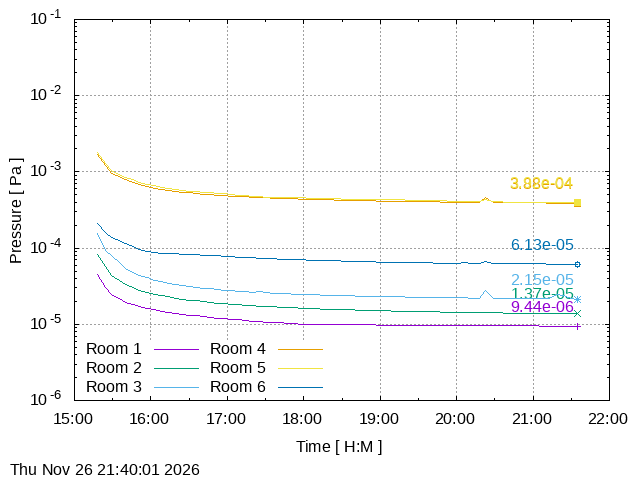 10^-1
10^-2
10^-3
10^-4
10^-5
10^-6
Pressure [ Pa ]
3.88e-04
6.13e-05
2.15e-05
1.37e-05
9.44e-06
Room 1 Room 4
Room 2 Room 5
Room 3 Room 6
15:00 16:00 17:00 18:00 19:00 20:00 21:00 22:00
Time [ H:M ]
Thu Nov 26 21:40:01 2026